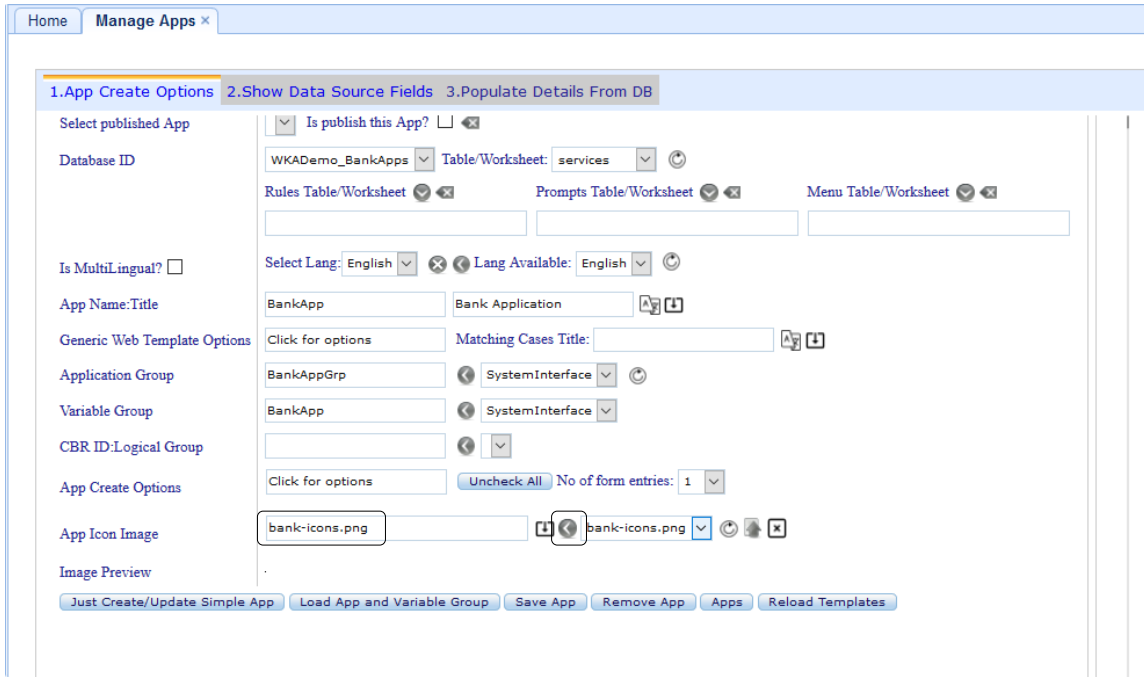 Home Manage Apps ×
1.App Create Options 2.Show Data Source Fields 3.Populate Details From DB
Select published App Is publish this App?
Database ID WKADemo_BankApps Table/Worksheet: services
Rules Table/Worksheet Prompts Table/Worksheet Menu Table/Worksheet
Is MultiLingual? Select Lang: English Lang Available: English
App Name:Title BankApp Bank Application
Generic Web Template Options Click for options Matching Cases Title:
Application Group BankAppGrp SystemInterface
Variable Group BankApp SystemInterface
CBR ID:Logical Group
App Create Options Click for options Uncheck All No of form entries: 1
App Icon Image bank-icons.png bank-icons.png
Image Preview .
Just Create/Update Simple App Load App and Variable Group Save App Remove App Apps Reload Templates